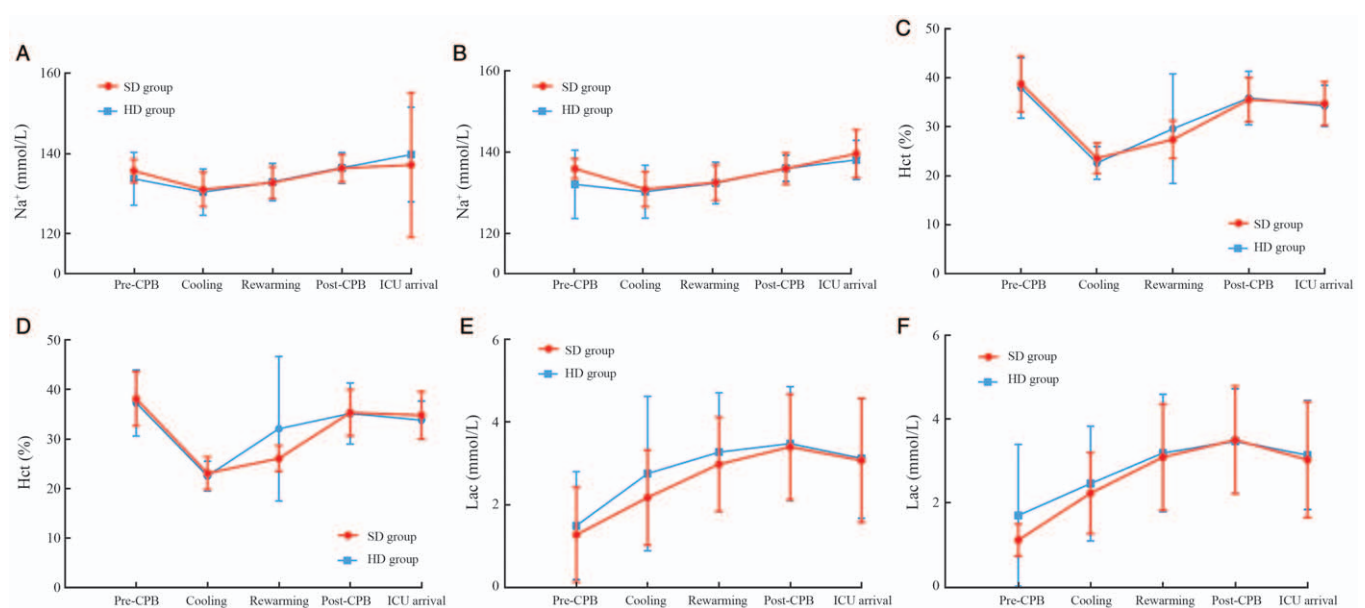 A
Na⁺ (mmol/L)
160
140
120
0
SD group
HD group
Pre-CPB Cooling Rewarming Post-CPB ICU arrival
B
Na⁺ (mmol/L)
160
140
120
0
SD group
HD group
Pre-CPB Cooling Rewarming Post-CPB ICU arrival
C
Hct (%)
50
40
30
20
10
0
SD group
HD group
Pre-CPB Cooling Rewarming Post-CPB ICU arrival
D
Hct (%)
50
40
30
20
10
0
SD group
HD group
Pre-CPB Cooling Rewarming Post-CPB ICU arrival
E
Lac (mmol/L)
6
4
2
0
SD group
HD group
Pre-CPB Cooling Rewarming Post-CPB ICU arrival
F
Lac (mmol/L)
6
4
2
0
SD group
HD group
Pre-CPB Cooling Rewarming Post-CPB ICU arrival